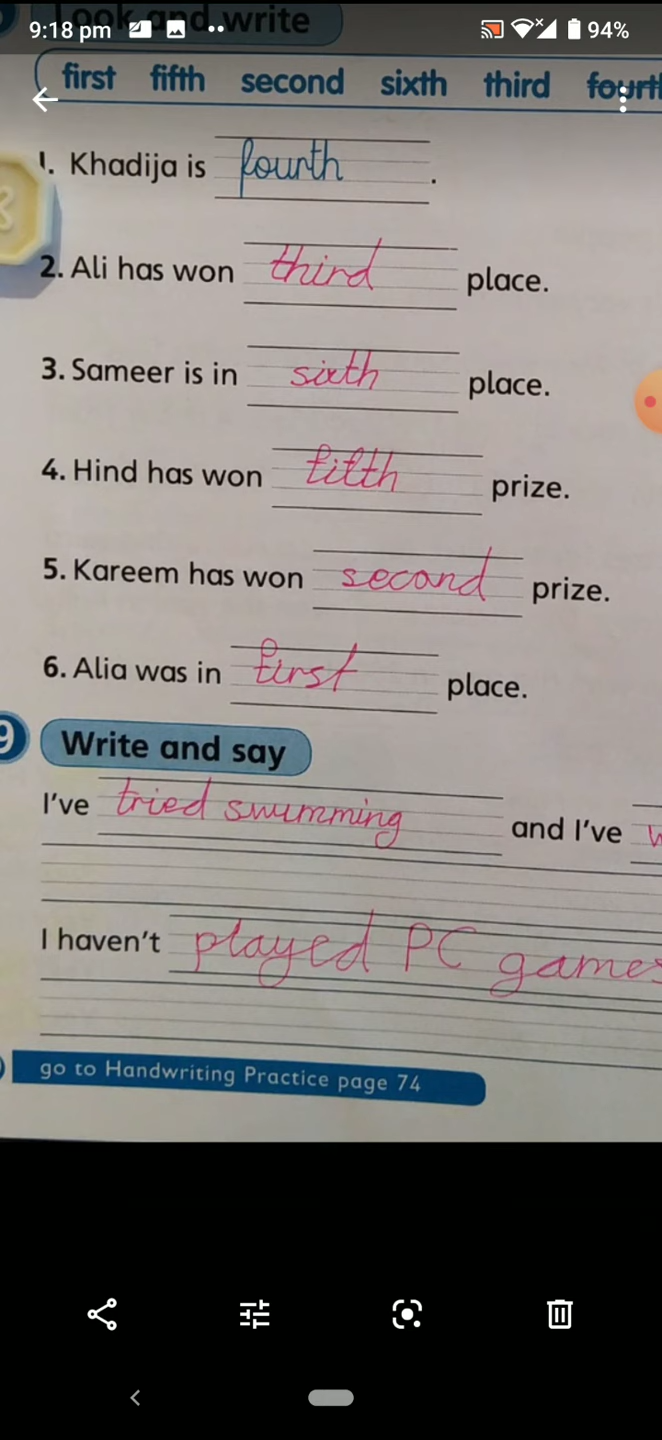 9:18 pm 94%
Look and write
first fifth second sixth third fourth
1. Khadija is fourth.
2. Ali has won third place.
3. Sameer is in sixth place.
4. Hind has won fifth prize.
5. Kareem has won second prize.
6. Alia was in first place.
9 Write and say
I've tried swimming and I've
I haven't played PC games
go to Handwriting Practice page 74